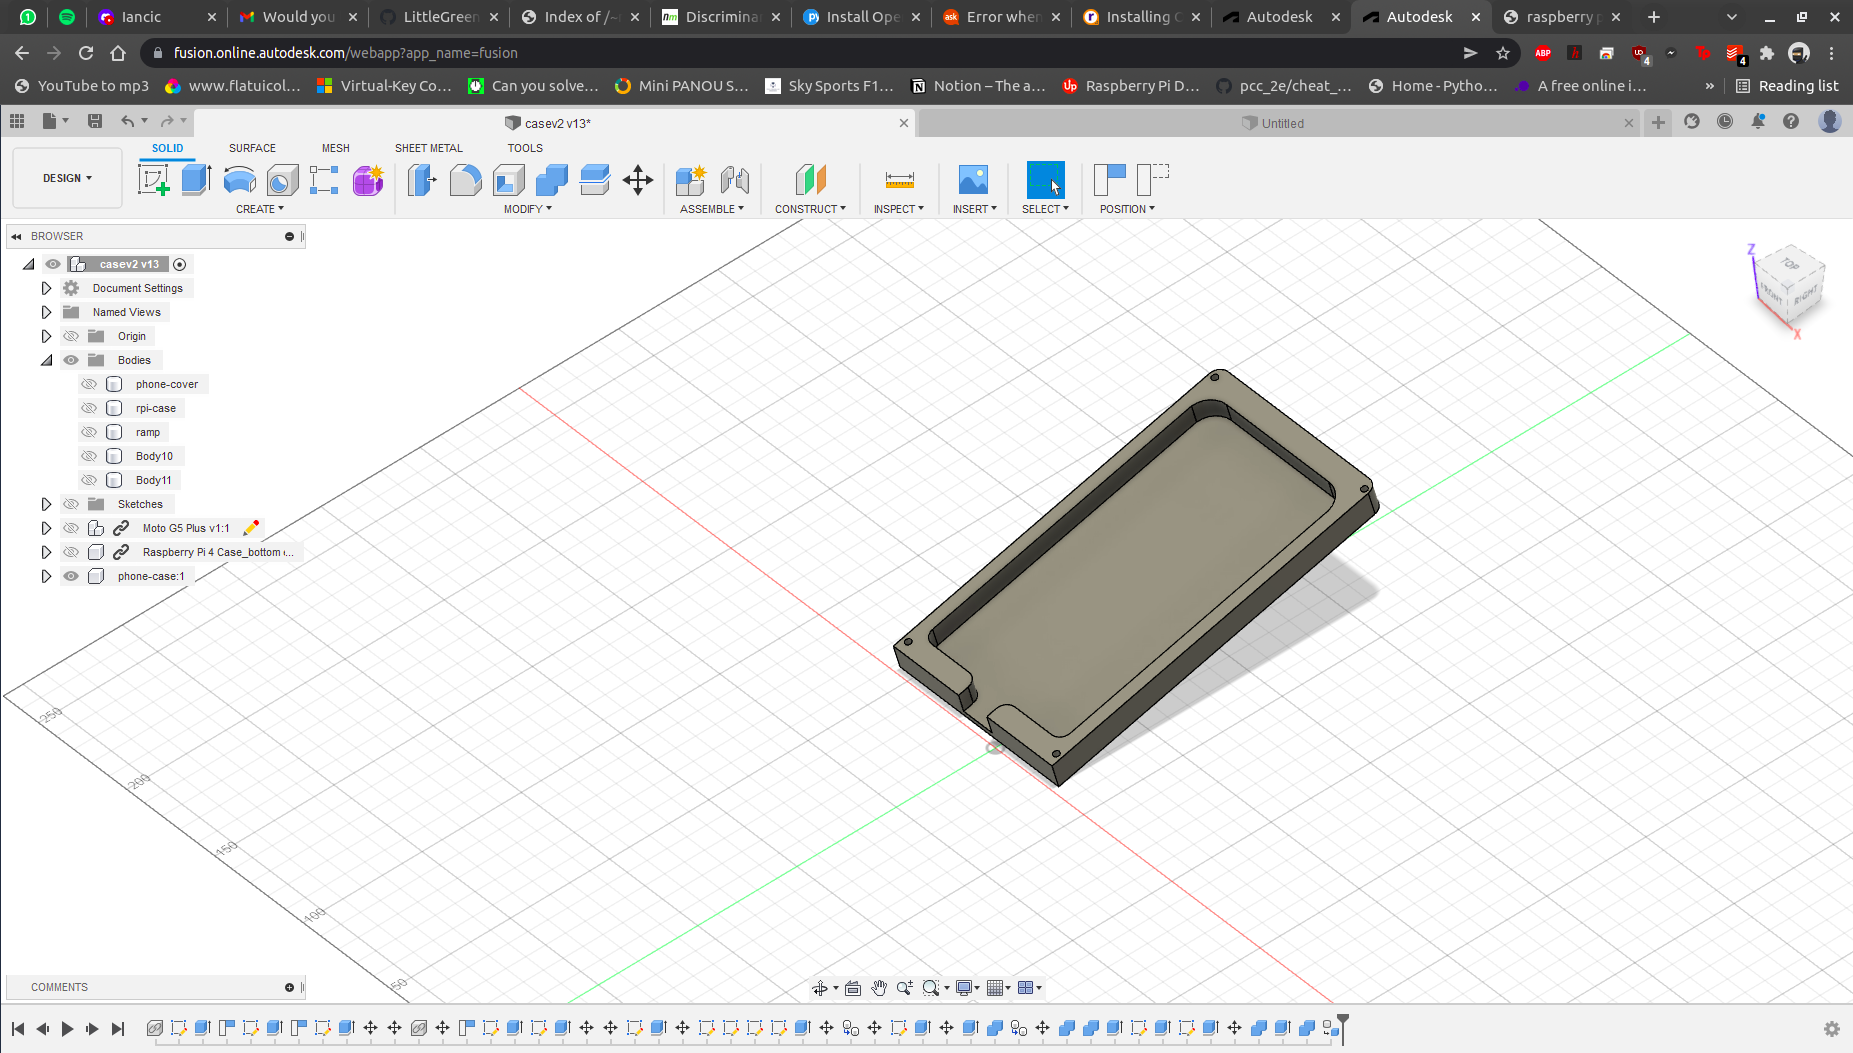 Iancic
Would you
LittleGreen
Index of /~
Discrimina
Install Ope
Error when
Installing C
Autodesk
Autodesk
raspberry p
fusion.online.autodesk.com/webapp?app_name=fusion
ABP
4
4
YouTube to mp3
www.flatuicol...
Virtual-Key Co...
Can you solve...
Mini PANOU S...
Sky Sports F1...
Notion – The a...
Raspberry Pi D...
pcc_2e/cheat_...
Home - Pytho...
A free online i...
»
Reading list
casev2 v13*
Untitled
SOLID
SURFACE
MESH
SHEET METAL
TOOLS
DESIGN
CREATE
MODIFY
ASSEMBLE
CONSTRUCT
INSPECT
INSERT
SELECT
POSITION
BROWSER
casev2 v13
Document Settings
Named Views
Origin
Bodies
phone-cover
rpi-case
ramp
Body10
Body11
Sketches
Moto G5 Plus v1:1
Raspberry Pi 4 Case_bottom ...
phone-case:1
Z
TOP
FRONT
RIGHT
X
250
200
150
100
50
COMMENTS